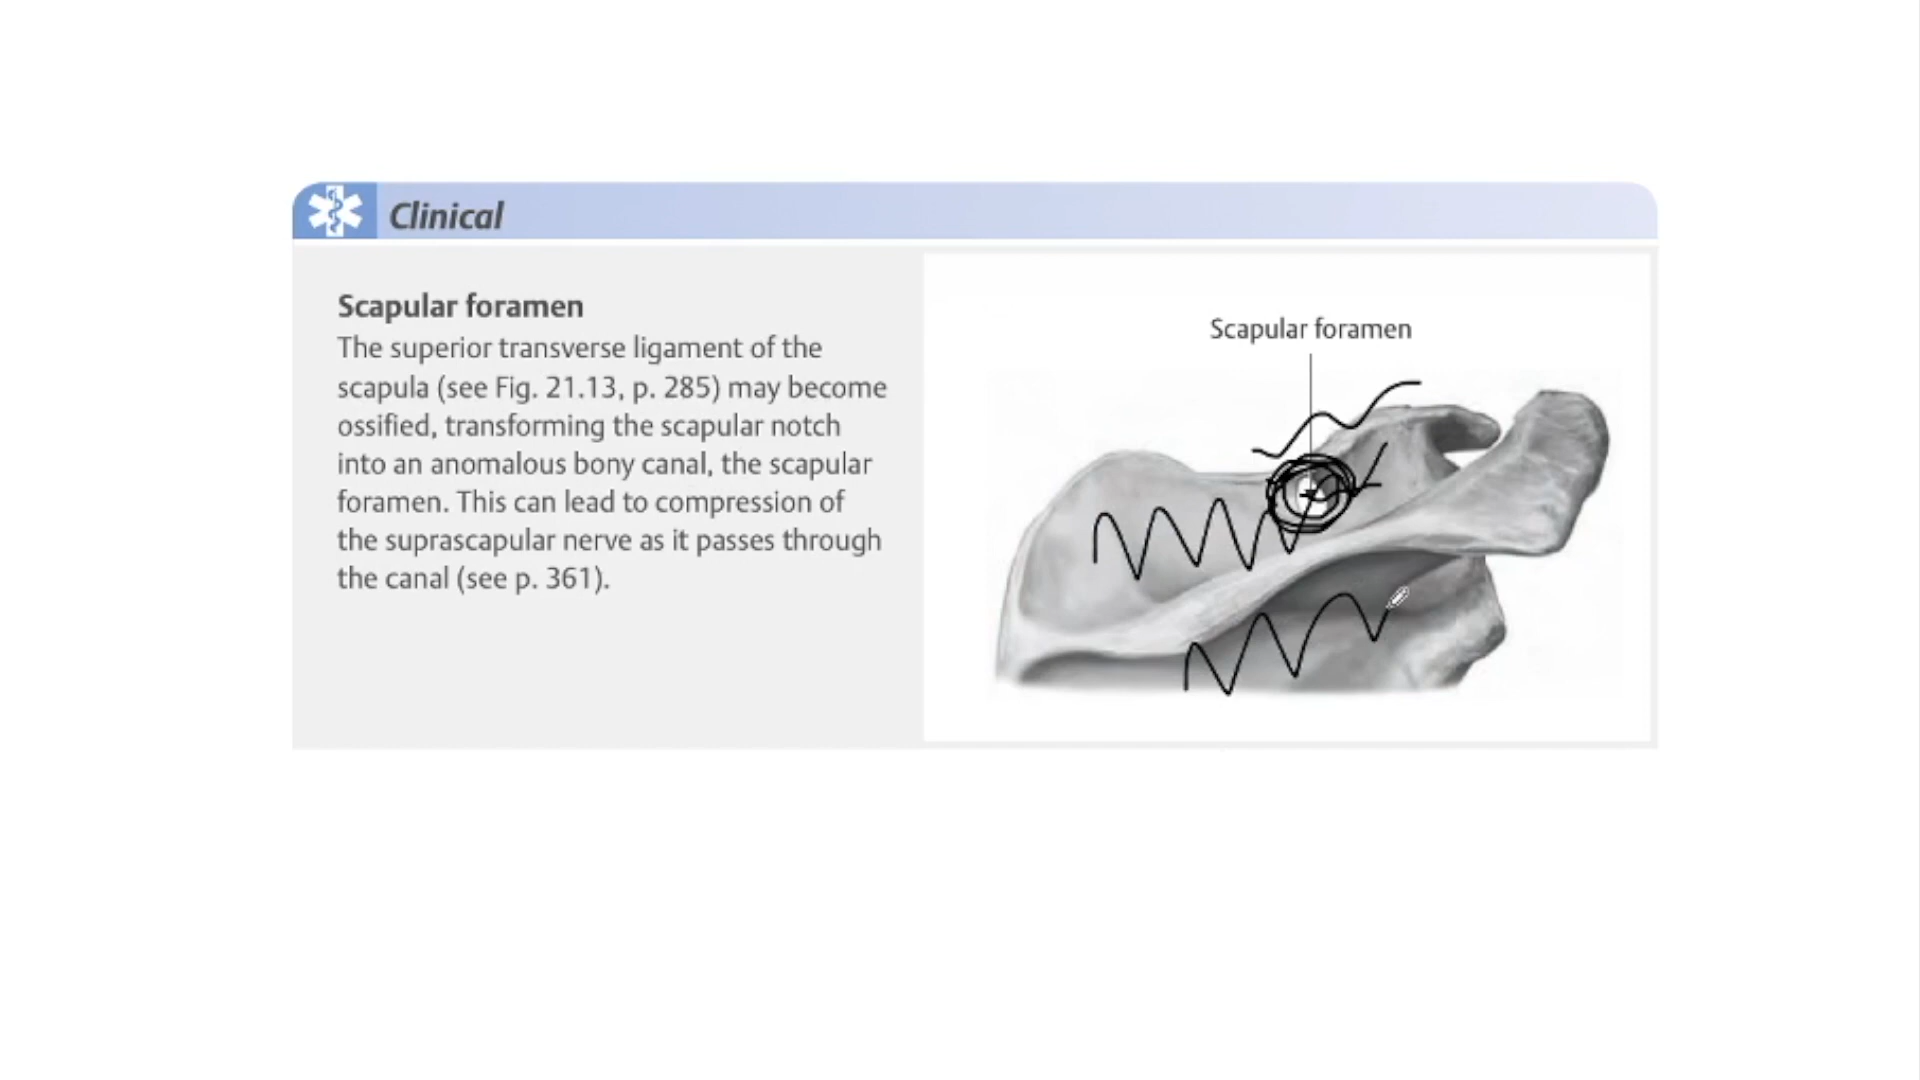 Clinical
Scapular foramen
The superior transverse ligament of the
scapula (see Fig. 21.13, p. 285) may become
ossified, transforming the scapular notch
into an anomalous bony canal, the scapular
foramen. This can lead to compression of
the suprascapular nerve as it passes through
the canal (see p. 361).
Scapular foramen